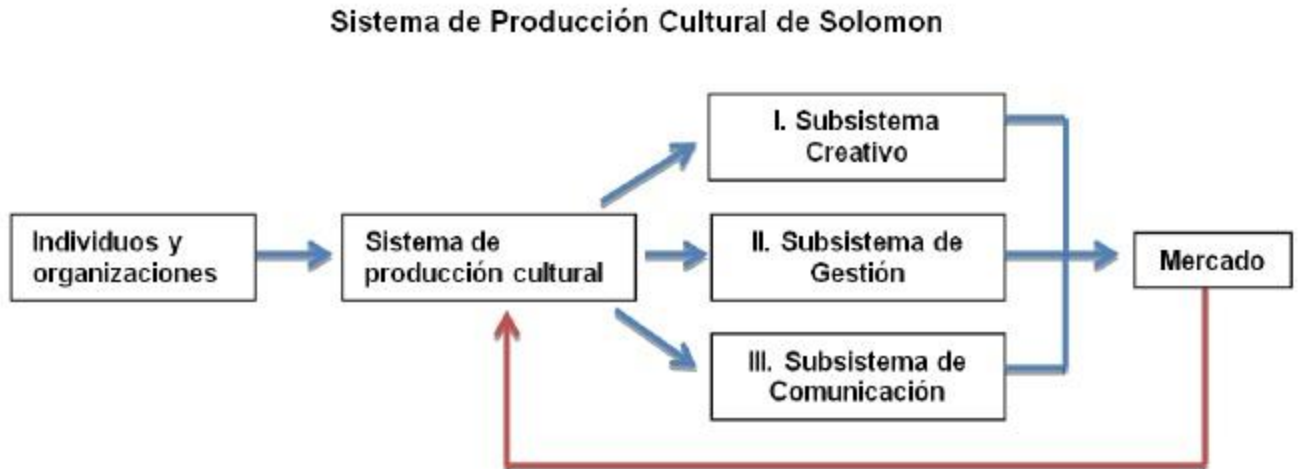 Sistema de Producción Cultural de Solomon
Individuos y
organizaciones
Sistema de
producción cultural
I. Subsistema
Creativo
II. Subsistema de
Gestión
III. Subsistema de
Comunicación
Mercado